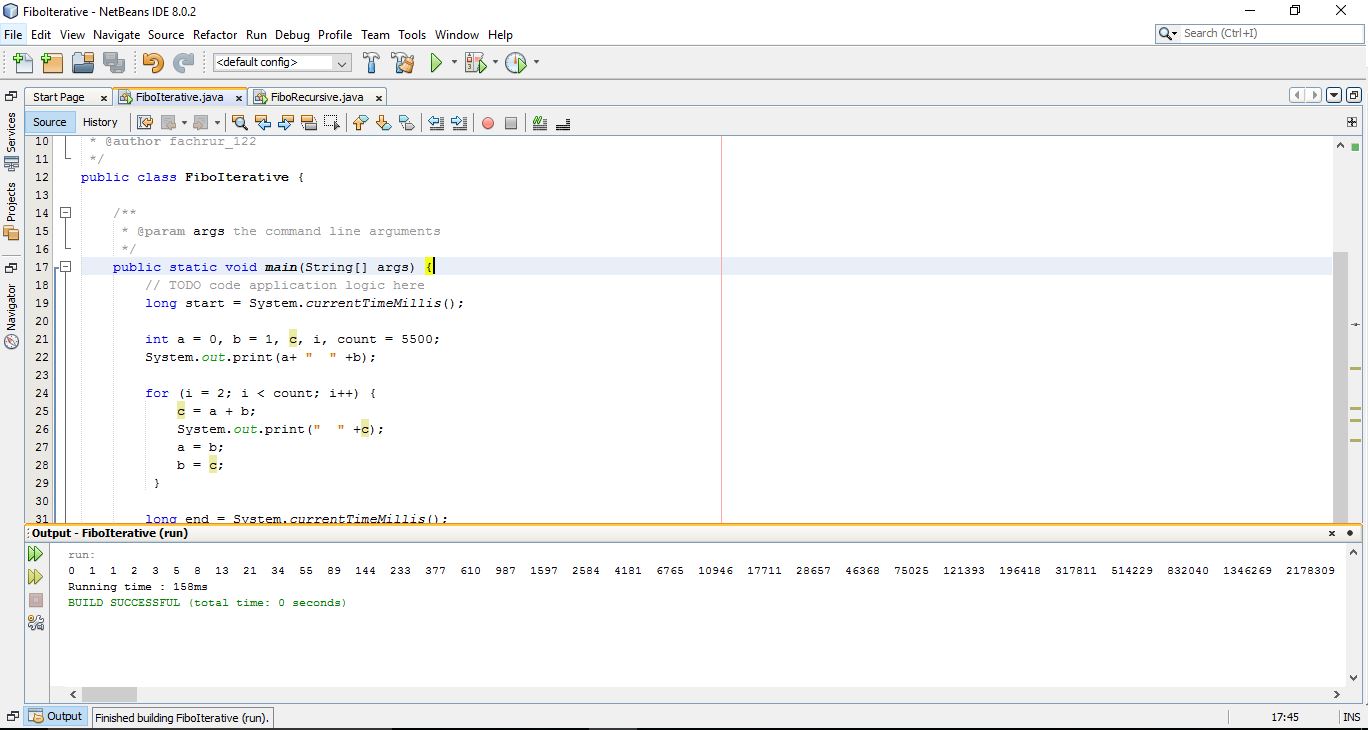 FiboIterative - NetBeans IDE 8.0.2
File Edit View Navigate Source Refactor Run Debug Profile Team Tools Window Help
Search (Ctrl+I)
<default config>
Start Page x FiboIterative.java x FiboRecursive.java x
Source History
Services
Projects
Navigator
10 * @author fachrur_122
11 */
12 public class FiboIterative {
13
14 /**
15 * @param args the command line arguments
16 */
17 public static void main(String[] args) {
18 // TODO code application logic here
19 long start = System.currentTimeMillis();
20
21 int a = 0, b = 1, c, i, count = 5500;
22 System.out.print(a+ "  " +b);
23
24 for (i = 2; i < count; i++) {
25 c = a + b;
26 System.out.print("  " +c);
27 a = b;
28 b = c;
29 }
30
31 long end = System.currentTimeMillis();
Output - FiboIterative (run)
run:
0 1 1 2 3 5 8 13 21 34 55 89 144 233 377 610 987 1597 2584 4181 6765 10946 17711 28657 46368 75025 121393 196418 317811 514229 832040 1346269 2178309
Running time : 158ms
BUILD SUCCESSFUL (total time: 0 seconds)
Output
Finished building FiboIterative (run).
17:45 INS